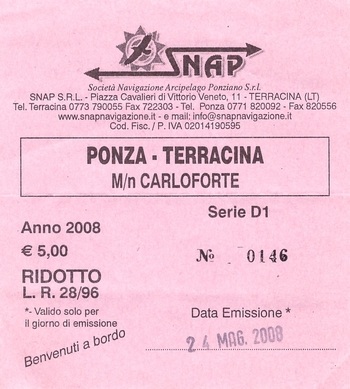 SNAP
Società Navigazione Arcipelago Ponziano S.r.l.
SNAP S.R.L. - Piazza Cavalieri di Vittorio Veneto, 11 - TERRACINA (LT)
Tel. Terracina 0773 790055 Fax 722303 - Tel. Ponza 0771 820092 - Fax 820556
www.snapnavigazione.it - e mail: info@snapnavigazione.it
Cod. Fisc. / P. IVA 02014190595
PONZA - TERRACINA
M/n CARLOFORTE
Serie D1
Anno 2008
€ 5,00
№ 0146
RIDOTTO
L. R. 28/96
*- Valido solo per
il giorno di emissione
Data Emissione *
24 MAG. 2008
Benvenuti a bordo